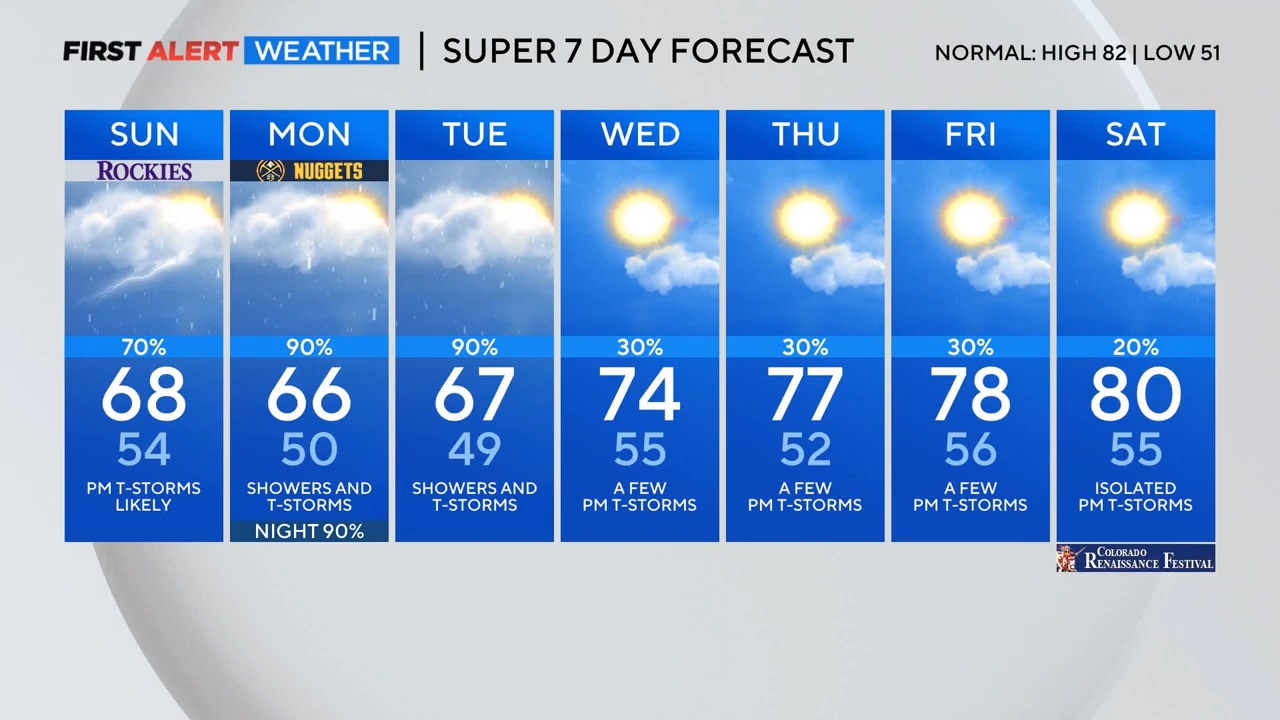 FIRST ALERT WEATHER | SUPER 7 DAY FORECAST
NORMAL: HIGH 82 | LOW 51
SUN
ROCKIES
70%
68
54
PM T-STORMS
LIKELY
MON
NUGGETS
90%
66
50
SHOWERS AND
T-STORMS
NIGHT 90%
TUE
90%
67
49
SHOWERS AND
T-STORMS
WED
30%
74
55
A FEW
PM T-STORMS
THU
30%
77
52
A FEW
PM T-STORMS
FRI
30%
78
56
A FEW
PM T-STORMS
SAT
20%
80
55
ISOLATED
PM T-STORMS
COLORADO
RENAISSANCE FESTIVAL